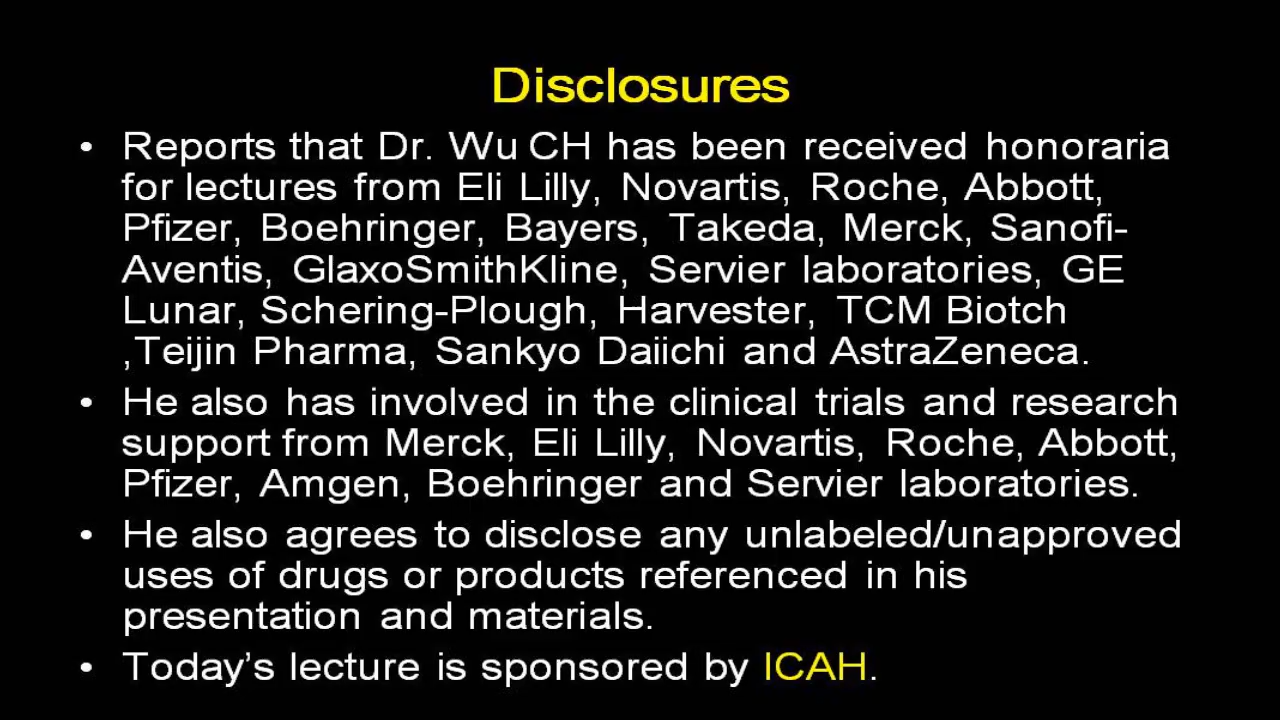 Disclosures
• Reports that Dr. Wu CH has been received honoraria
for lectures from Eli Lilly, Novartis, Roche, Abbott,
Pfizer, Boehringer, Bayers, Takeda, Merck, Sanofi-
Aventis, GlaxoSmithKline, Servier laboratories, GE
Lunar, Schering-Plough, Harvester, TCM Biotch
,Teijin Pharma, Sankyo Daiichi and AstraZeneca.
• He also has involved in the clinical trials and research
support from Merck, Eli Lilly, Novartis, Roche, Abbott,
Pfizer, Amgen, Boehringer and Servier laboratories.
• He also agrees to disclose any unlabeled/unapproved
uses of drugs or products referenced in his
presentation and materials.
• Today’s lecture is sponsored by ICAH.